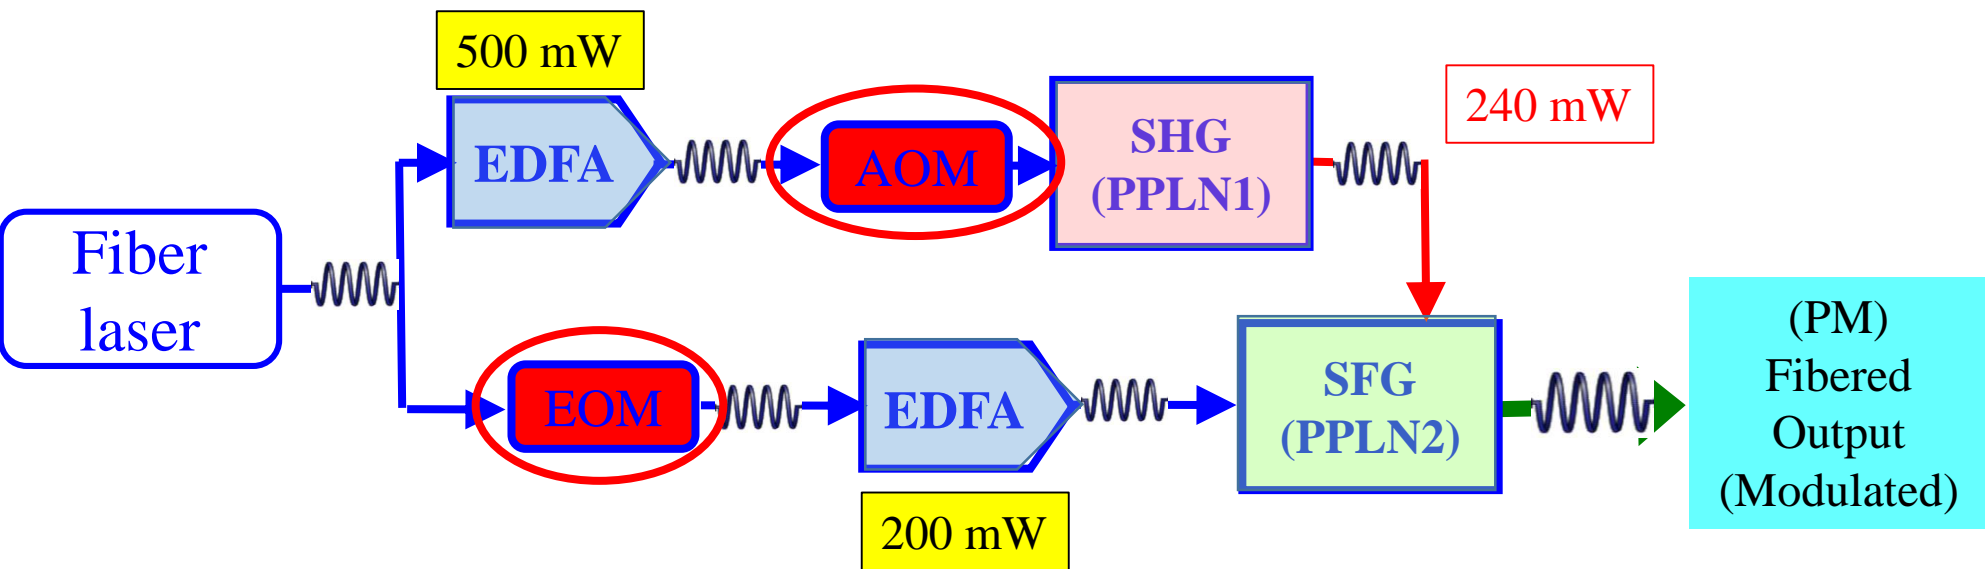 500 mW
EDFA
AOM
SHG
(PPLN1)
240 mW
Fiber
laser
EOM
EDFA
200 mW
SFG
(PPLN2)
(PM)
Fibered
Output
(Modulated)